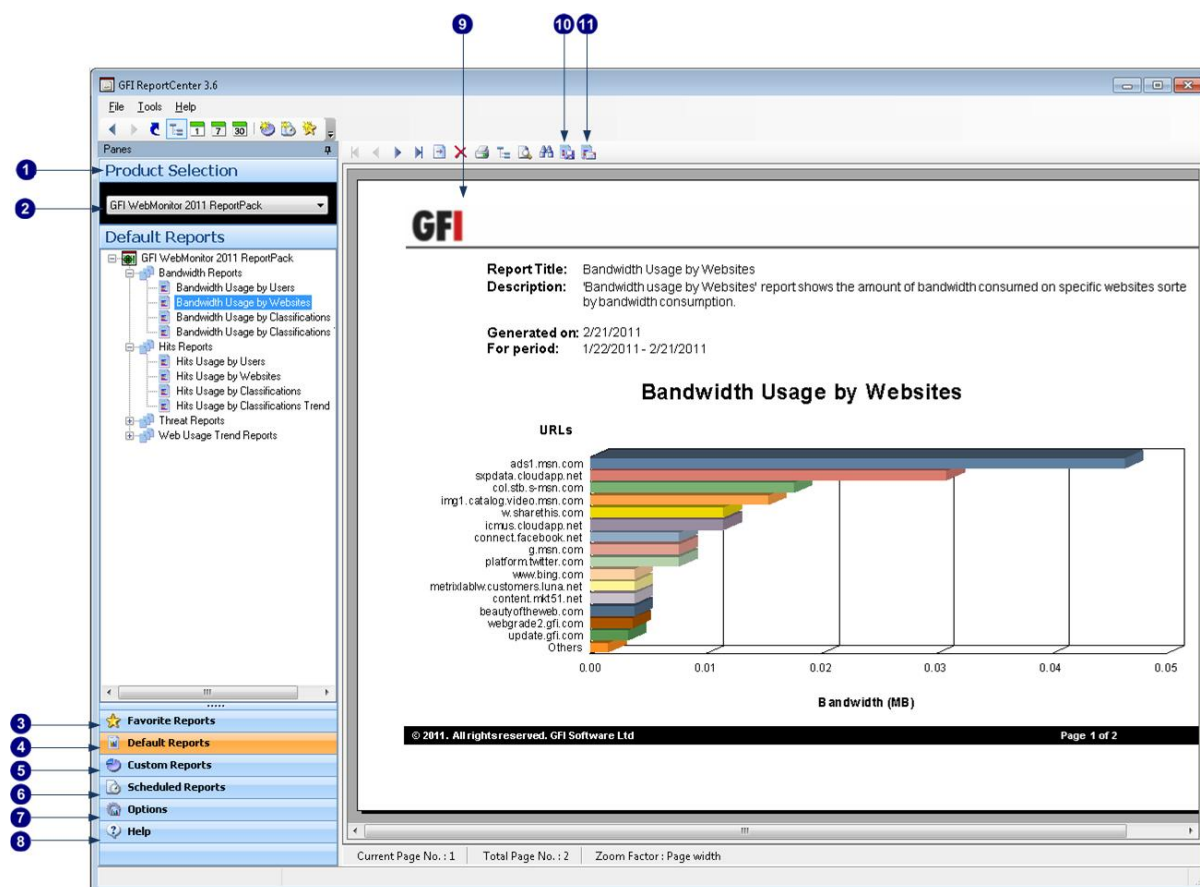 9
10
11
GFI ReportCenter 3.6
File Tools Help
1 7 30
Panes
1
Product Selection
2
GFI WebMonitor 2011 ReportPack
Default Reports
GFI WebMonitor 2011 ReportPack
Bandwidth Reports
Bandwidth Usage by Users
Bandwidth Usage by Websites
Bandwidth Usage by Classifications
Bandwidth Usage by Classifications T
Hits Reports
Hits Usage by Users
Hits Usage by Websites
Hits Usage by Classifications
Hits Usage by Classifications Trend
Threat Reports
Web Usage Trend Reports
3
Favorite Reports
4
Default Reports
5
Custom Reports
6
Scheduled Reports
7
Options
8
Help
GFI
Report Title: Bandwidth Usage by Websites
Description: 'Bandwidth usage by Websites' report shows the amount of bandwidth consumed on specific websites sorte
by bandwidth consumption.
Generated on: 2/21/2011
For period: 1/22/2011 - 2/21/2011
Bandwidth Usage by Websites
URLs
ads1.msn.com
sxpdata.cloudapp.net
col.stb.s-msn.com
img1.catalog.video.msn.com
w.sharethis.com
icmus.cloudapp.net
connect.facebook.net
g.msn.com
platform.twitter.com
www.bing.com
metrixlablw.customers.luna.net
content.mkt51.net
beautyoftheweb.com
webgrade2.gfi.com
update.gfi.com
Others
0.00 0.01 0.02 0.03 0.04 0.05
Bandwidth (MB)
© 2011. All rights reserved. GFI Software Ltd Page 1 of 2
Current Page No. : 1 Total Page No. : 2 Zoom Factor : Page width